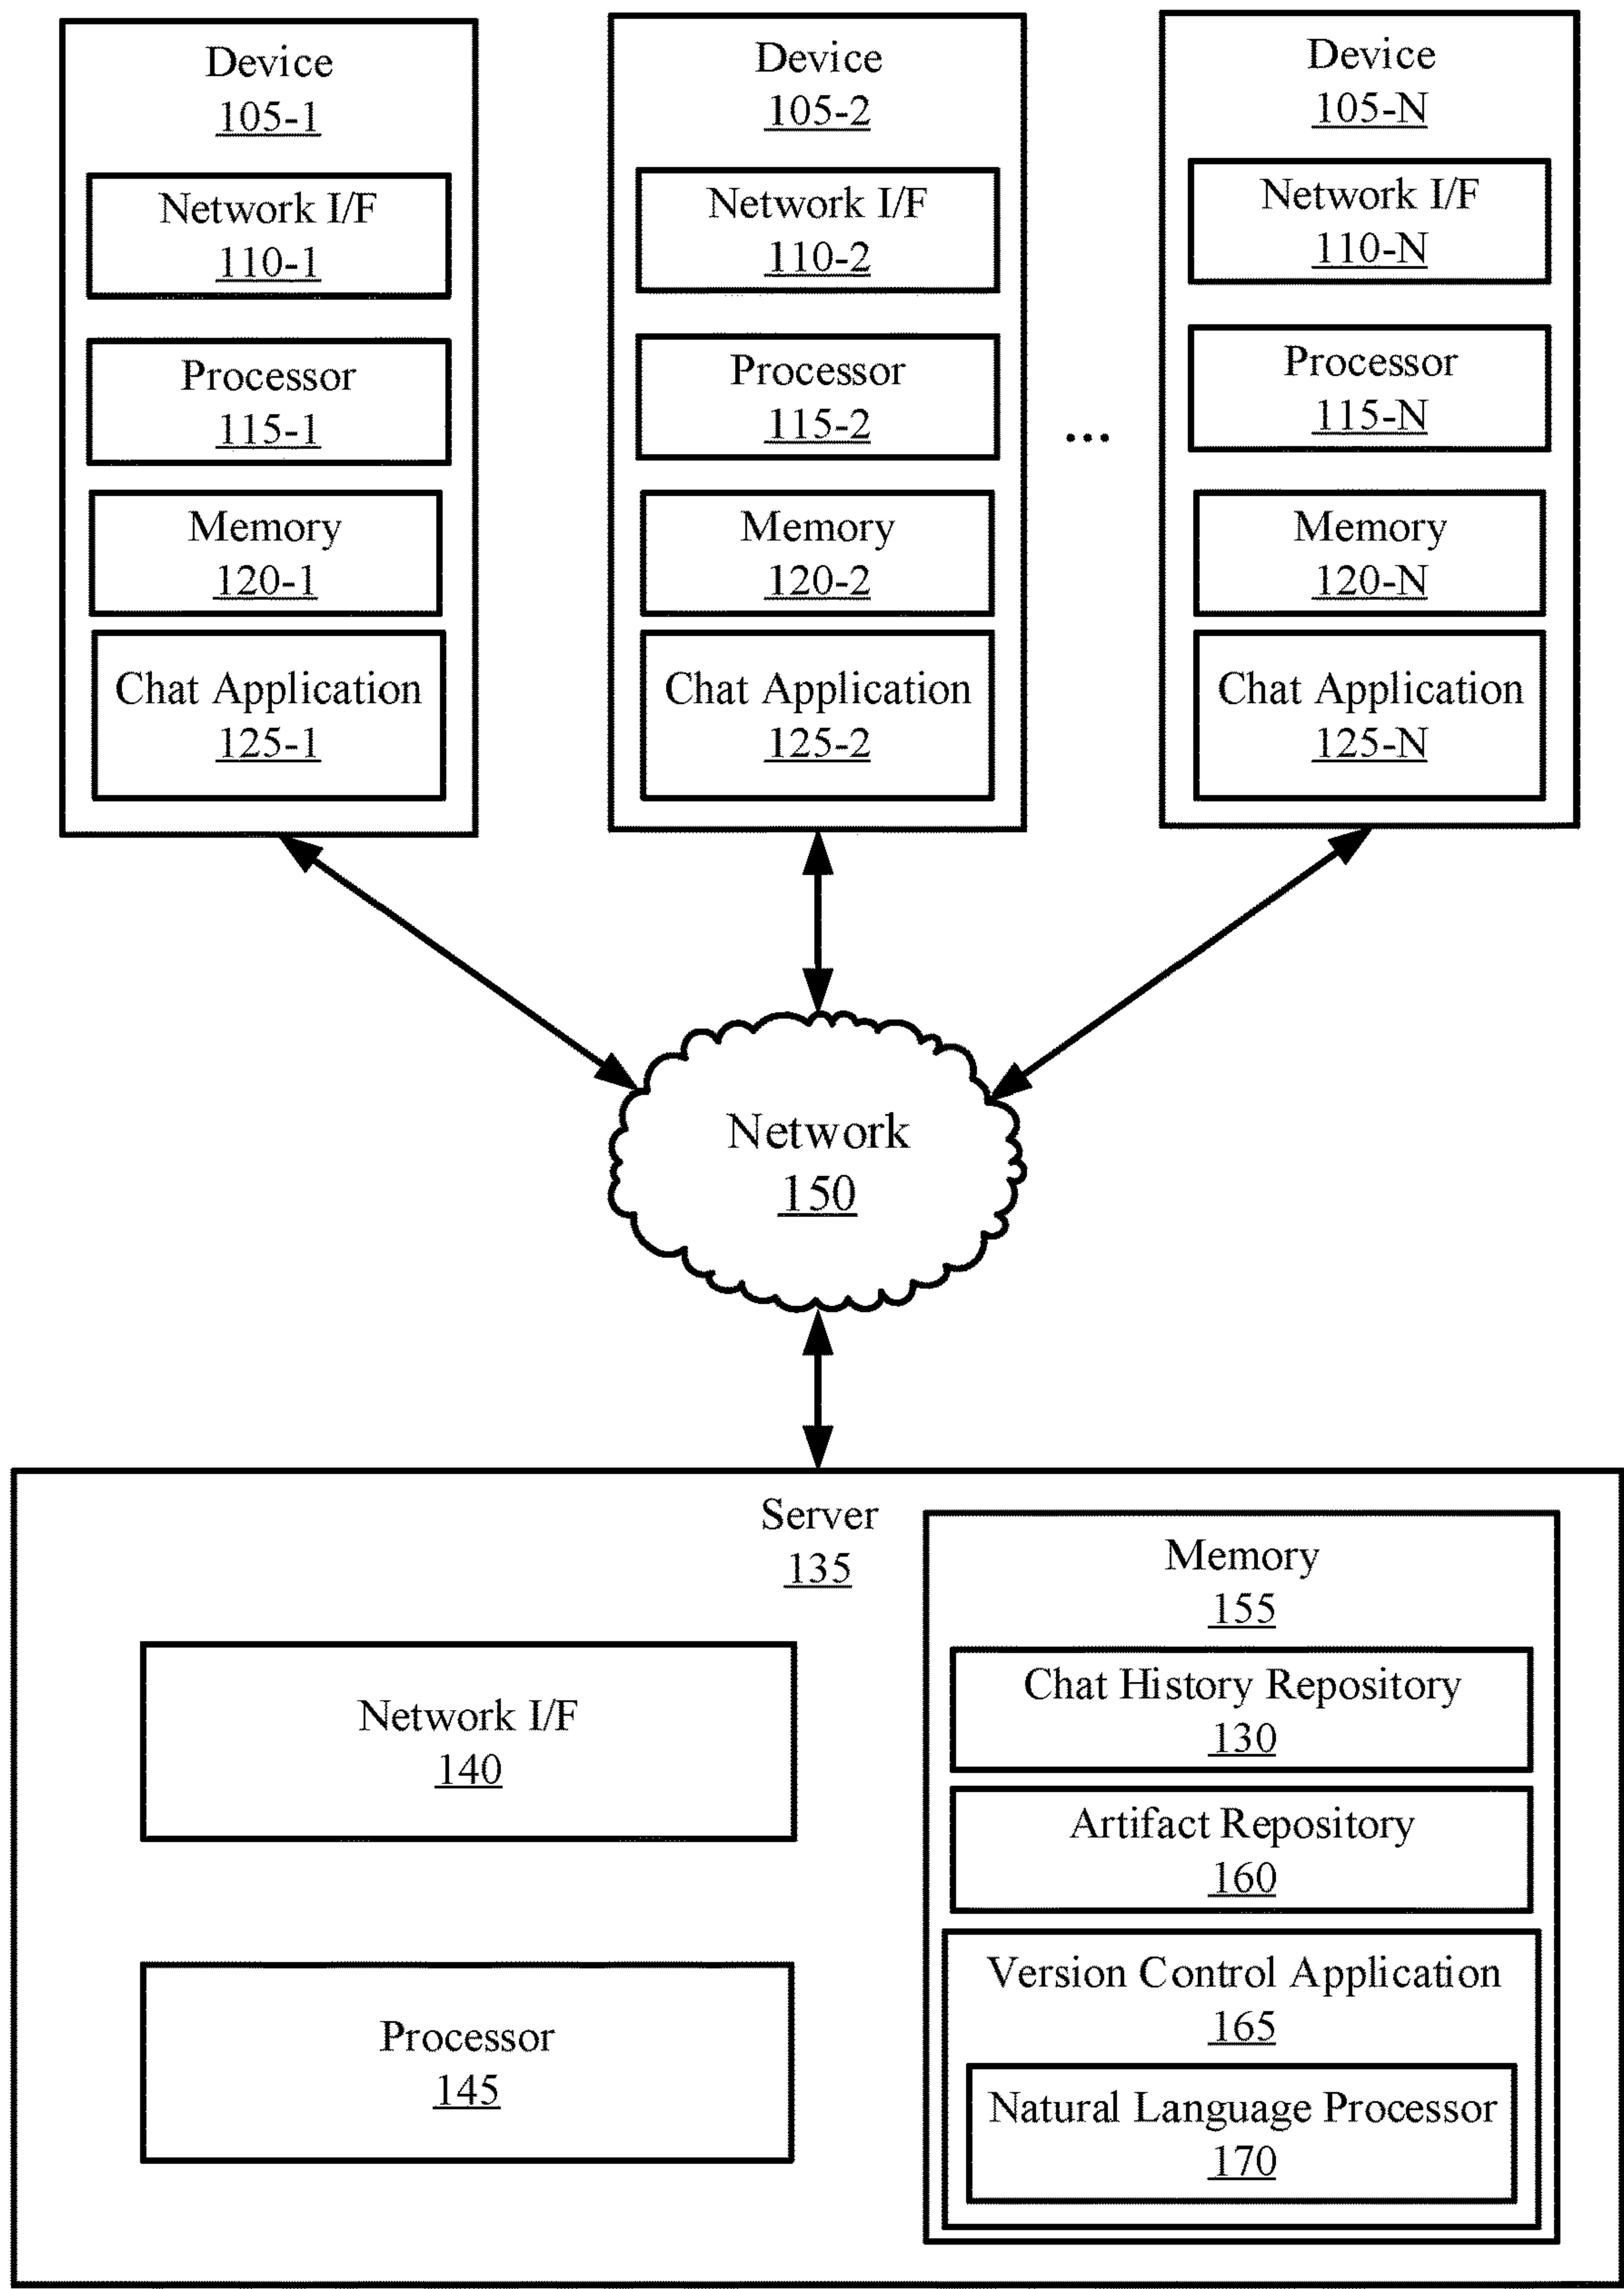 Device
105-1
Network I/F
110-1
Processor
115-1
Memory
120-1
Chat Application
125-1
Device
105-2
Network I/F
110-2
Processor
115-2
Memory
120-2
Chat Application
125-2
...
Device
105-N
Network I/F
110-N
Processor
115-N
Memory
120-N
Chat Application
125-N
Network
150
Server
135
Network I/F
140
Processor
145
Memory
155
Chat History Repository
130
Artifact Repository
160
Version Control Application
165
Natural Language Processor
170